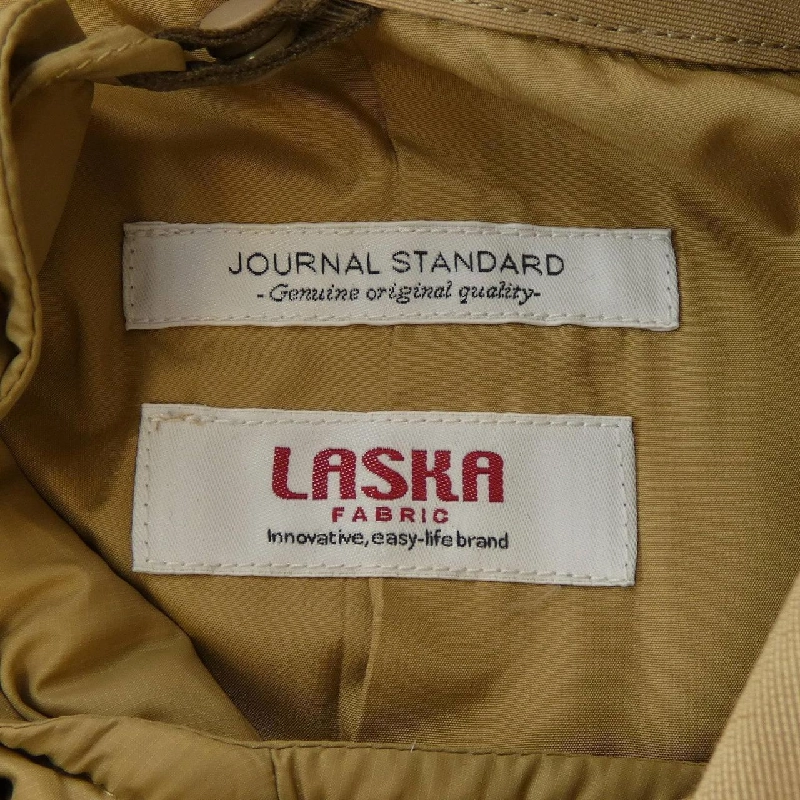 JOURNAL STANDARD
-Genuine original quality-
LASKA
FABRIC
Innovative, easy-life brand